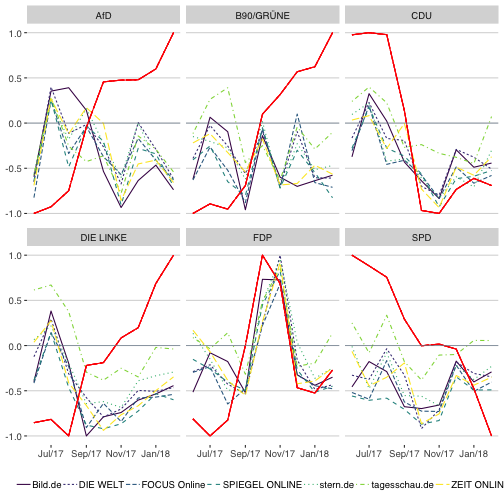 AfD B90/GRÜNE CDU
1.0
0.5
0.0
-0.5
-1.0
DIE LINKE FDP SPD
1.0
0.5
0.0
-0.5
-1.0
Jul/17 Sep/17 Nov/17 Jan/18 Jul/17 Sep/17 Nov/17 Jan/18 Jul/17 Sep/17 Nov/17 Jan/18
Bild.de DIE WELT FOCUS Online SPIEGEL ONLINE stern.de tagesschau.de ZEIT ONLIN